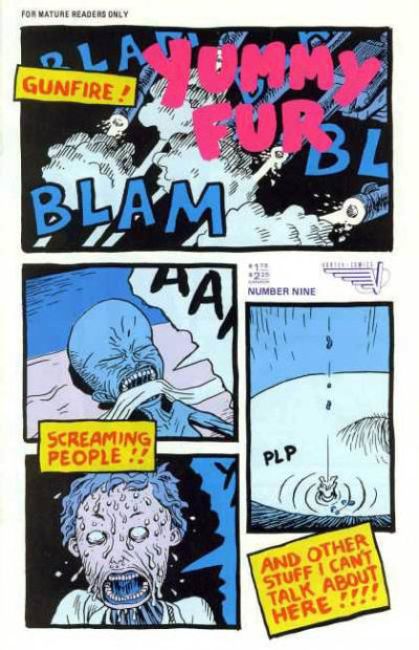 FOR MATURE READERS ONLY
BLAM
GUNFIRE!
YUMMY
FUR
BL
BLAM
AA
$1.75
$2.25
VORTEX COMICS
NUMBER NINE
SCREAMING
PEOPLE!!
PLP
AND OTHER
STUFF I CAN'T
TALK ABOUT
HERE!!!!